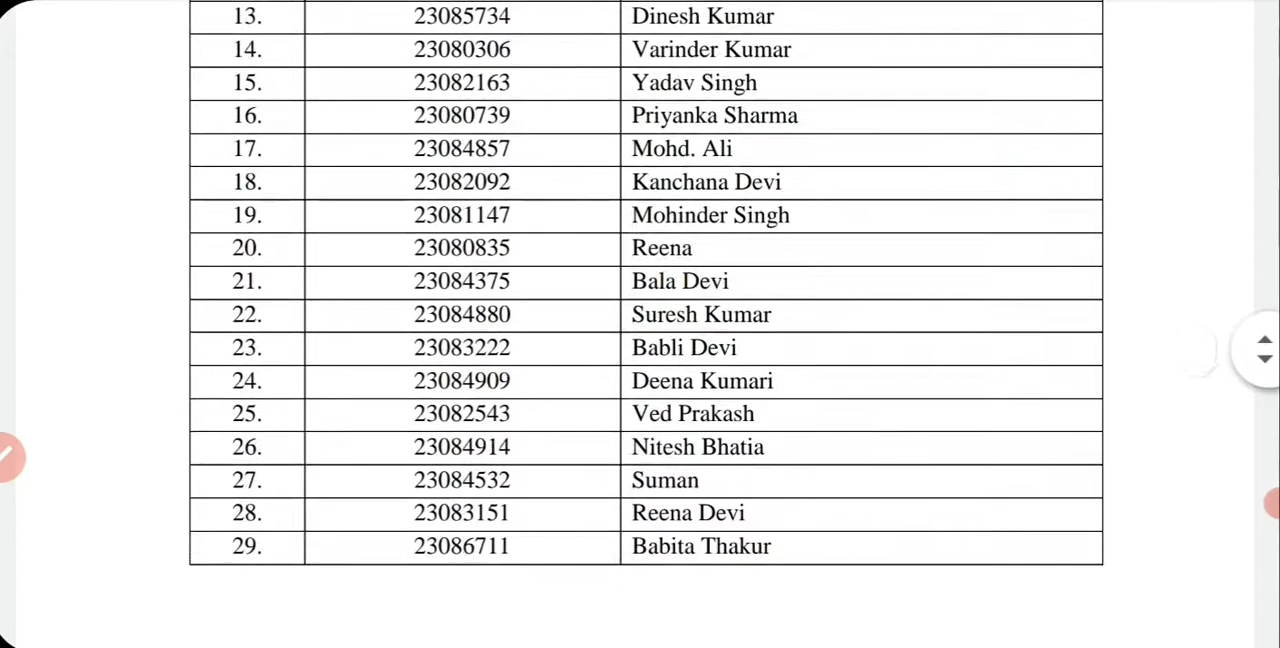 13. 23085734 Dinesh Kumar
14. 23080306 Varinder Kumar
15. 23082163 Yadav Singh
16. 23080739 Priyanka Sharma
17. 23084857 Mohd. Ali
18. 23082092 Kanchana Devi
19. 23081147 Mohinder Singh
20. 23080835 Reena
21. 23084375 Bala Devi
22. 23084880 Suresh Kumar
23. 23083222 Babli Devi
24. 23084909 Deena Kumari
25. 23082543 Ved Prakash
26. 23084914 Nitesh Bhatia
27. 23084532 Suman
28. 23083151 Reena Devi
29. 23086711 Babita Thakur